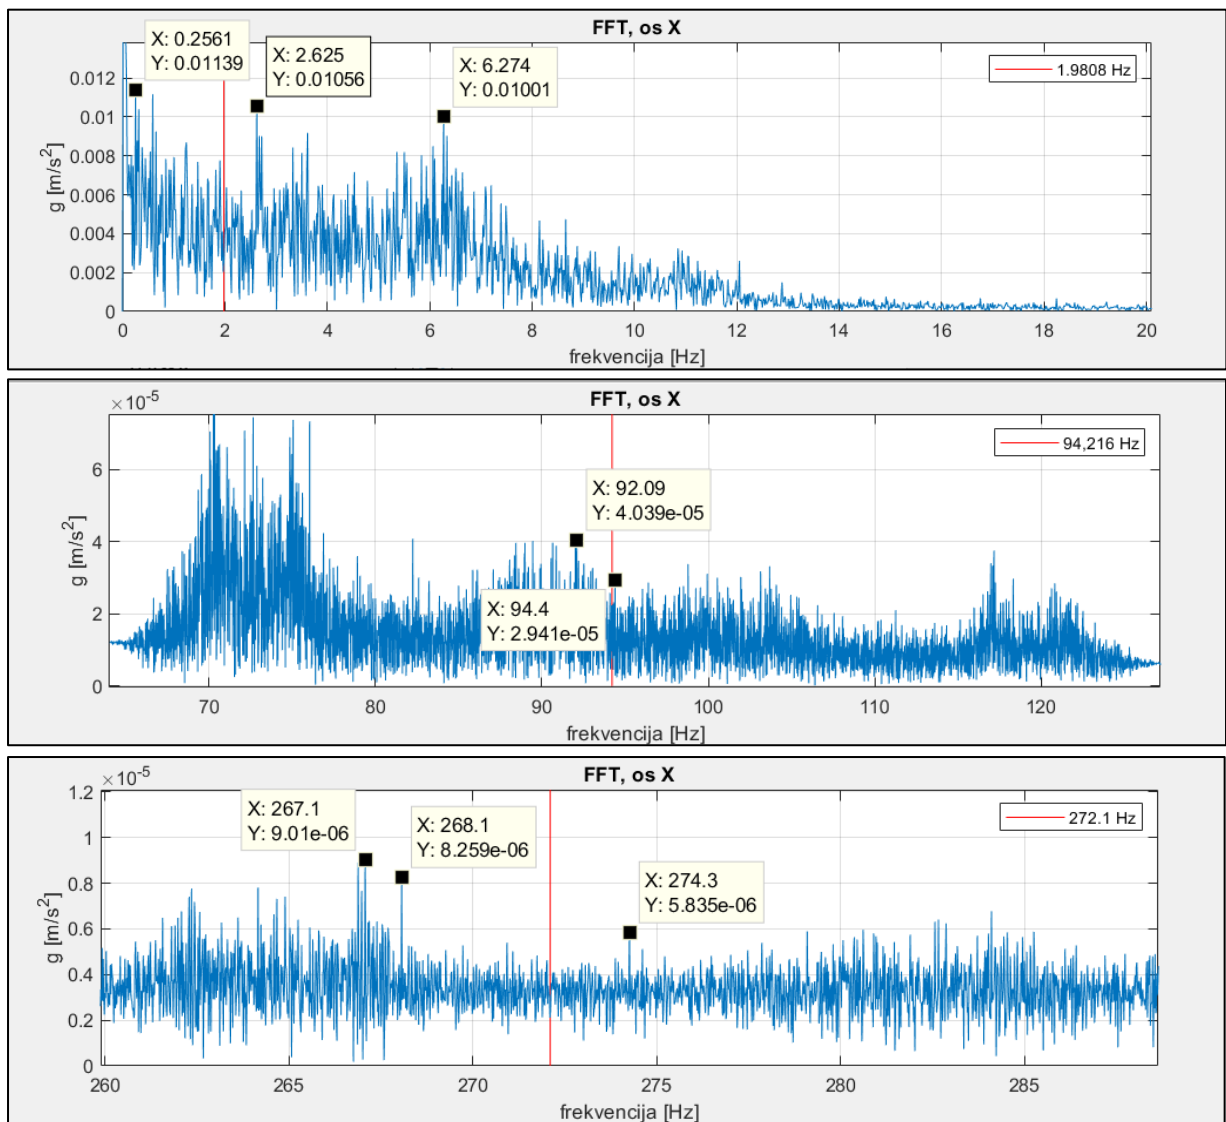 FFT, os X
X: 0.2561
Y: 0.01139
X: 2.625
Y: 0.01056
X: 6.274
Y: 0.01001
1.9808 Hz
0.012
0.01
0.008
0.006
0.004
0.002
0
g [m/s²]
0 2 4 6 8 10 12 14 16 18 20
frekvencija [Hz]
×10⁻⁵
FFT, os X
94,216 Hz
X: 92.09
Y: 4.039e-05
X: 94.4
Y: 2.941e-05
6
4
2
0
g [m/s²]
70 80 90 100 110 120
frekvencija [Hz]
×10⁻⁵
FFT, os X
272.1 Hz
X: 267.1
Y: 9.01e-06
X: 268.1
Y: 8.259e-06
X: 274.3
Y: 5.835e-06
1.2
1
0.8
0.6
0.4
0.2
0
g [m/s²]
260 265 270 275 280 285
frekvencija [Hz]